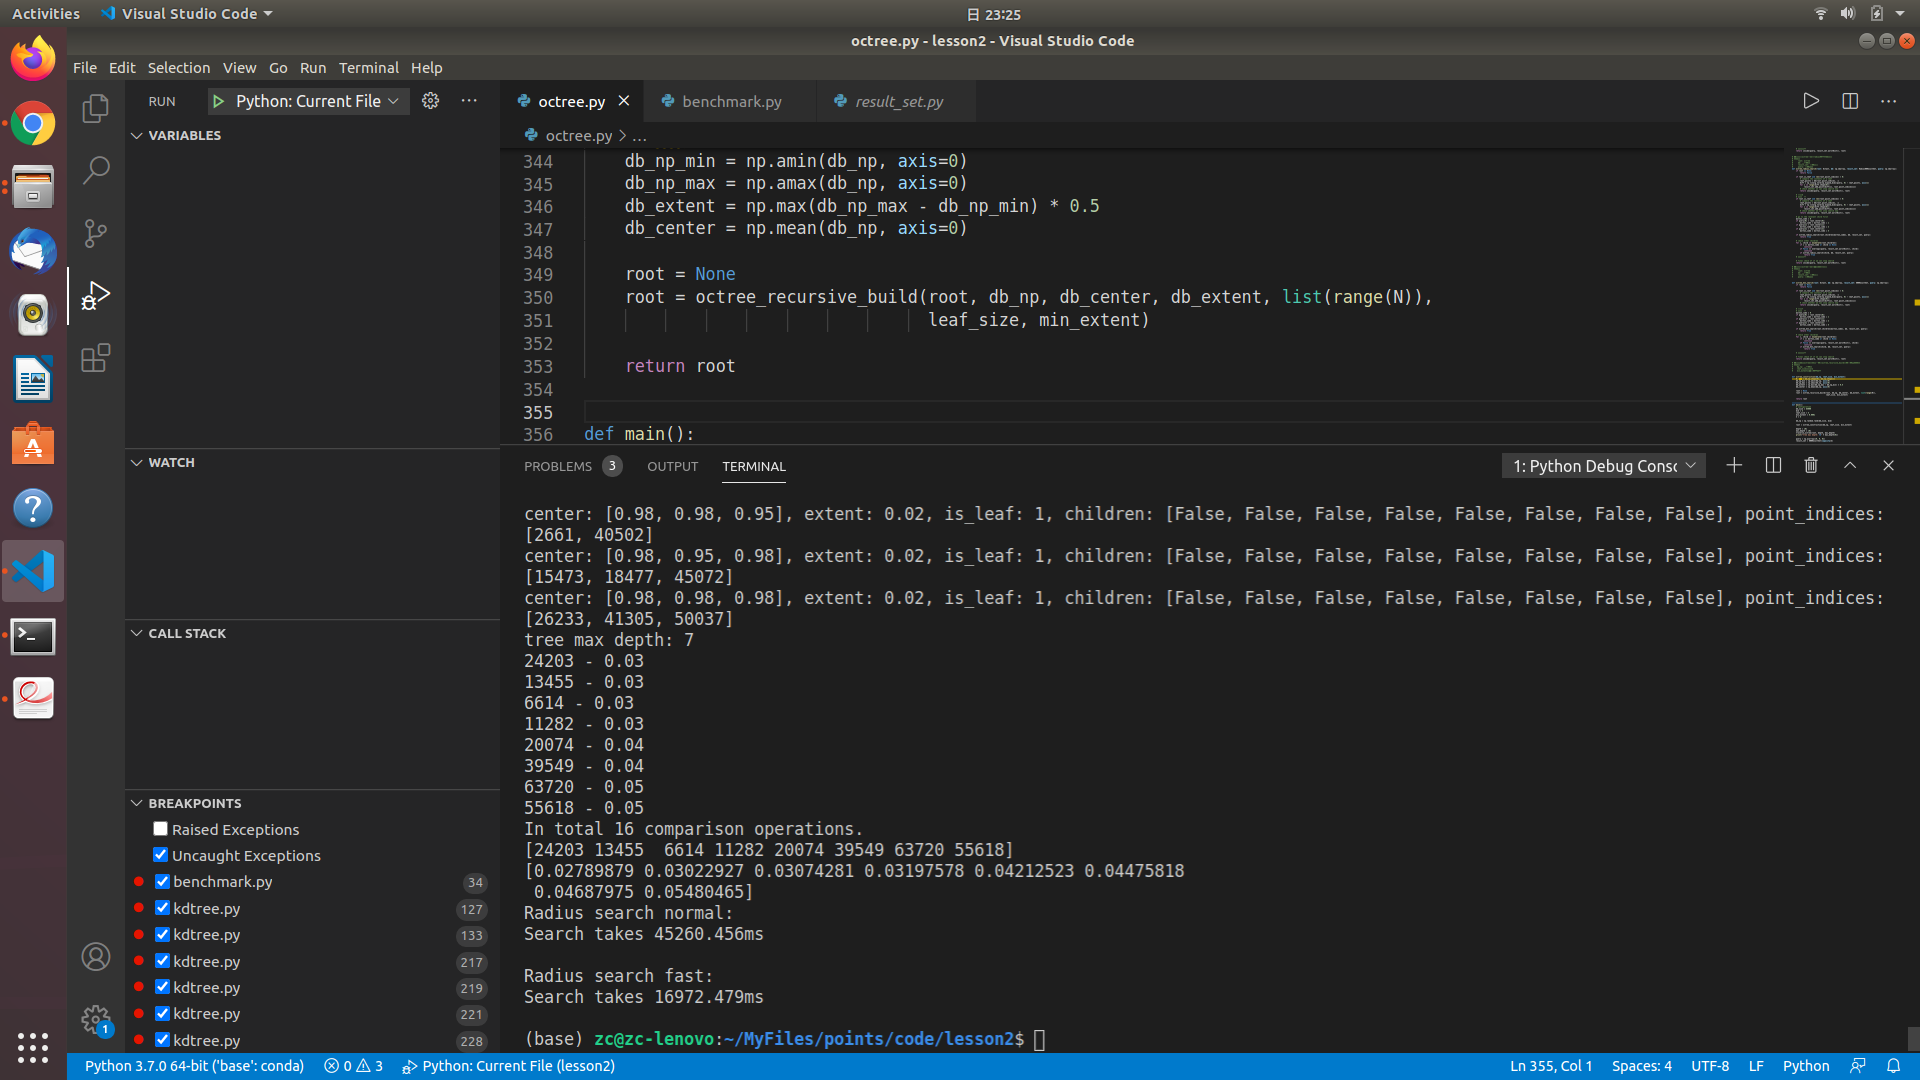 Activities
Visual Studio Code
日 23:25
octree.py - lesson2 - Visual Studio Code
File Edit Selection View Go Run Terminal Help
RUN
Python: Current File
VARIABLES
WATCH
CALL STACK
BREAKPOINTS
Raised Exceptions
Uncaught Exceptions
benchmark.py 34
kdtree.py 127
kdtree.py 133
kdtree.py 217
kdtree.py 219
kdtree.py 221
kdtree.py 228
octree.py
benchmark.py
result_set.py
octree.py > ...
344 db_np_min = np.amin(db_np, axis=0)
345 db_np_max = np.amax(db_np, axis=0)
346 db_extent = np.max(db_np_max - db_np_min) * 0.5
347 db_center = np.mean(db_np, axis=0)
348
349 root = None
350 root = octree_recursive_build(root, db_np, db_center, db_extent, list(range(N)),
351 leaf_size, min_extent)
352
353 return root
354
355
356 def main():
PROBLEMS 3 OUTPUT TERMINAL
1: Python Debug Consc
center: [0.98, 0.98, 0.95], extent: 0.02, is_leaf: 1, children: [False, False, False, False, False, False, False, False], point_indices:
[2661, 40502]
center: [0.98, 0.95, 0.98], extent: 0.02, is_leaf: 1, children: [False, False, False, False, False, False, False, False], point_indices:
[15473, 18477, 45072]
center: [0.98, 0.98, 0.98], extent: 0.02, is_leaf: 1, children: [False, False, False, False, False, False, False, False], point_indices:
[26233, 41305, 50037]
tree max depth: 7
24203 - 0.03
13455 - 0.03
6614 - 0.03
11282 - 0.03
20074 - 0.04
39549 - 0.04
63720 - 0.05
55618 - 0.05
In total 16 comparison operations.
[24203 13455  6614 11282 20074 39549 63720 55618]
[0.02789879 0.03022927 0.03074281 0.03197578 0.04212523 0.04475818
0.04687975 0.05480465]
Radius search normal:
Search takes 45260.456ms
Radius search fast:
Search takes 16972.479ms
(base) zc@zc-lenovo:~/MyFiles/points/code/lesson2$
1
Python 3.7.0 64-bit ('base': conda)
0 3
Python: Current File (lesson2)
Ln 355, Col 1
Spaces: 4
UTF-8
LF
Python